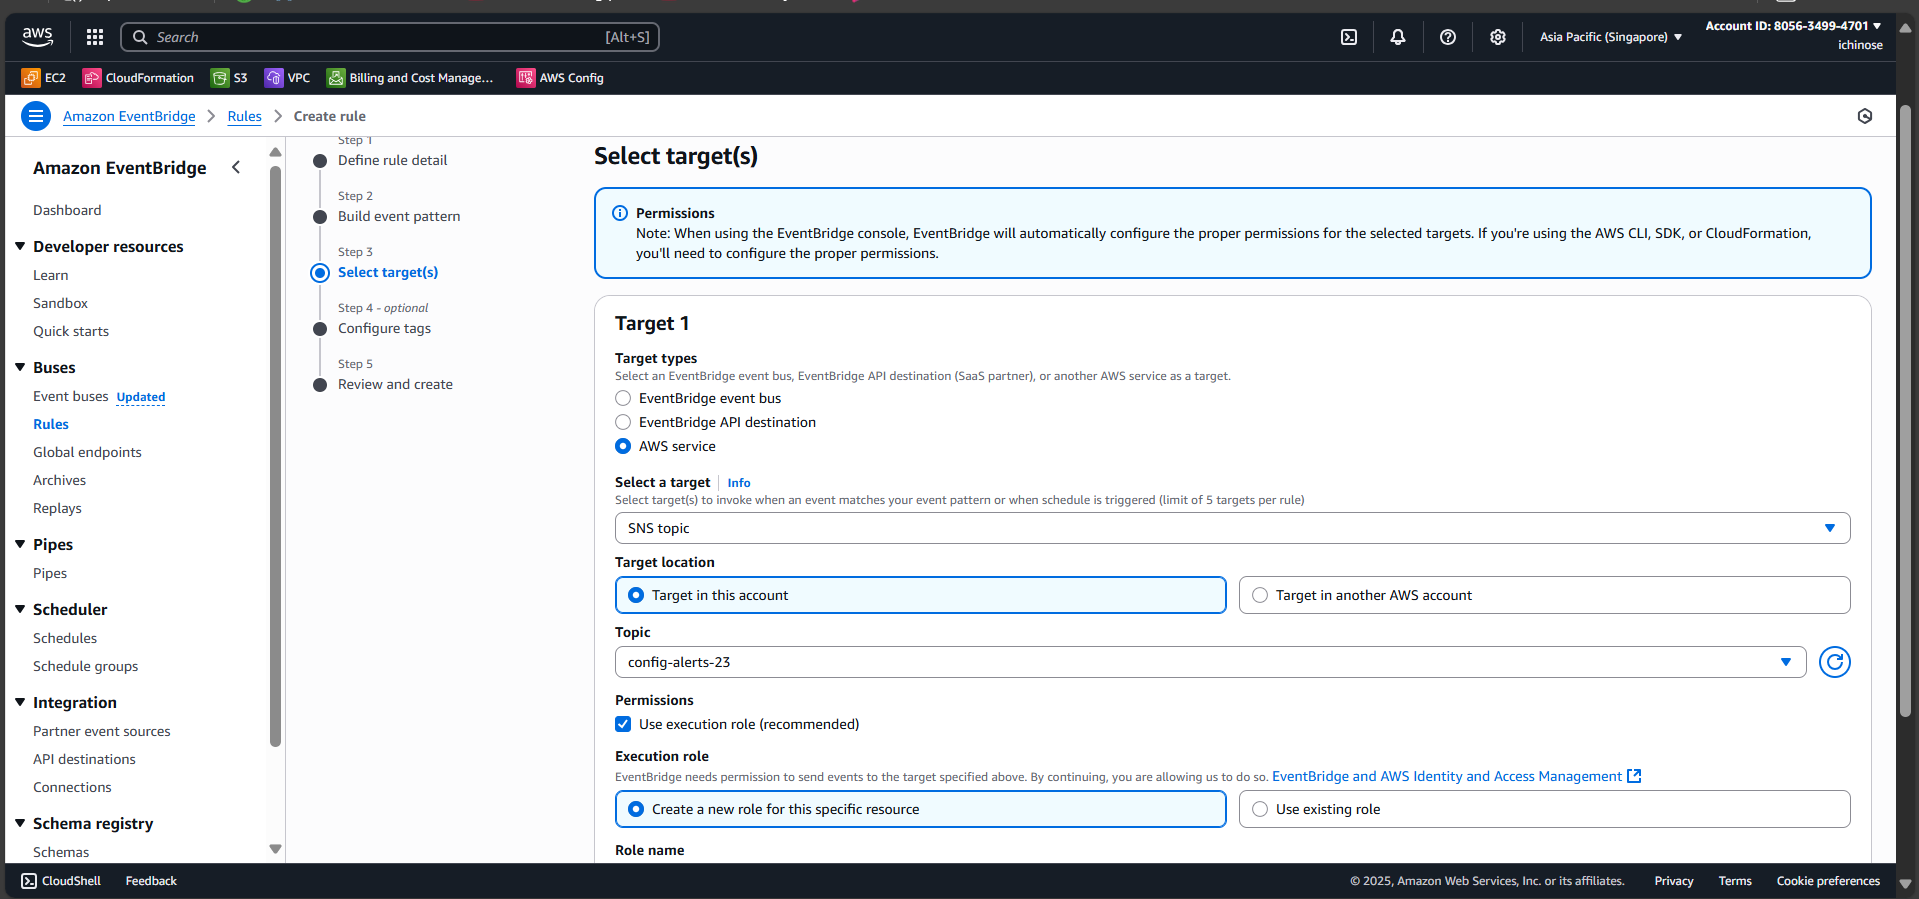 aws
Search
[Alt+S]
Asia Pacific (Singapore)
Account ID: 8056-3499-4701
ichinose
EC2
CloudFormation
S3
VPC
Billing and Cost Manage...
AWS Config
Amazon EventBridge
Rules
Create rule
Amazon EventBridge
Dashboard
Developer resources
Learn
Sandbox
Quick starts
Buses
Event buses Updated
Rules
Global endpoints
Archives
Replays
Pipes
Pipes
Scheduler
Schedules
Schedule groups
Integration
Partner event sources
API destinations
Connections
Schema registry
Schemas
Step 1
Define rule detail
Step 2
Build event pattern
Step 3
Select target(s)
Step 4 - optional
Configure tags
Step 5
Review and create
Select target(s)
Permissions
Note: When using the EventBridge console, EventBridge will automatically configure the proper permissions for the selected targets. If you're using the AWS CLI, SDK, or CloudFormation,
you'll need to configure the proper permissions.
Target 1
Target types
Select an EventBridge event bus, EventBridge API destination (SaaS partner), or another AWS service as a target.
EventBridge event bus
EventBridge API destination
AWS service
Select a target
Info
Select target(s) to invoke when an event matches your event pattern or when schedule is triggered (limit of 5 targets per rule)
SNS topic
Target location
Target in this account
Target in another AWS account
Topic
config-alerts-23
Permissions
Use execution role (recommended)
Execution role
EventBridge needs permission to send events to the target specified above. By continuing, you are allowing us to do so. EventBridge and AWS Identity and Access Management
Create a new role for this specific resource
Use existing role
Role name
CloudShell
Feedback
© 2025, Amazon Web Services, Inc. or its affiliates.
Privacy
Terms
Cookie preferences